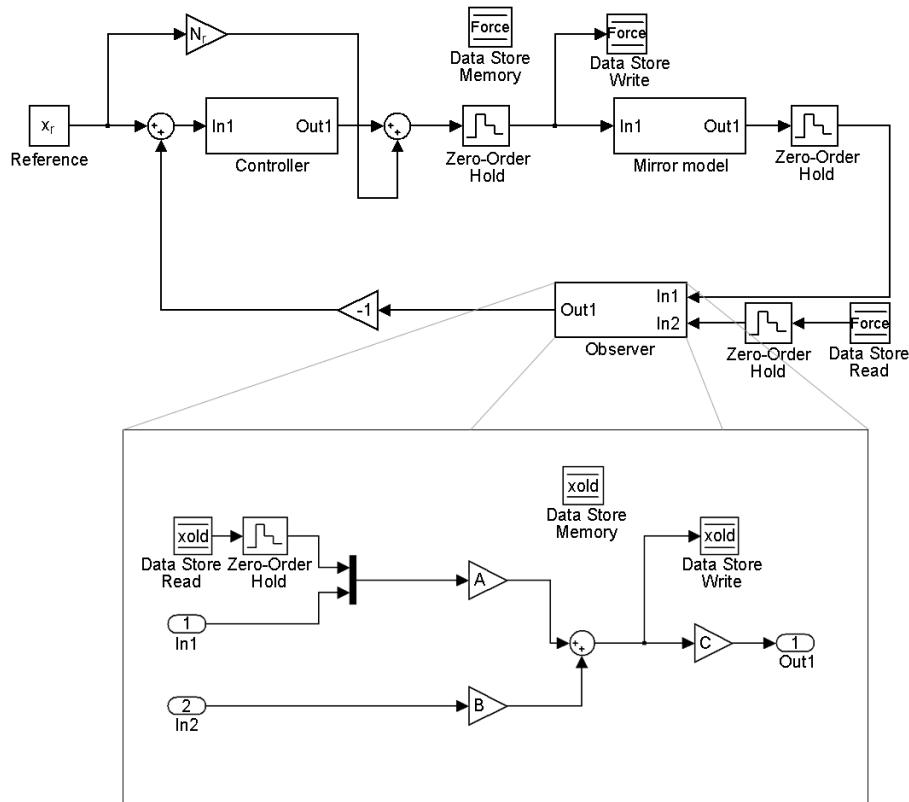 Nr
Force
Data Store
Memory
Force
Data Store
Write
xr
Reference
+
+
In1
Out1
Controller
+
+
Zero-Order
Hold
In1
Out1
Mirror model
Zero-Order
Hold
-1
Out1
In1
In2
Observer
Zero-Order
Hold
Force
Data Store
Read
xold
Data Store
Memory
xold
Data Store
Read
Zero-Order
Hold
xold
Data Store
Write
A
1
In1
+
+
C
1
Out1
2
In2
B